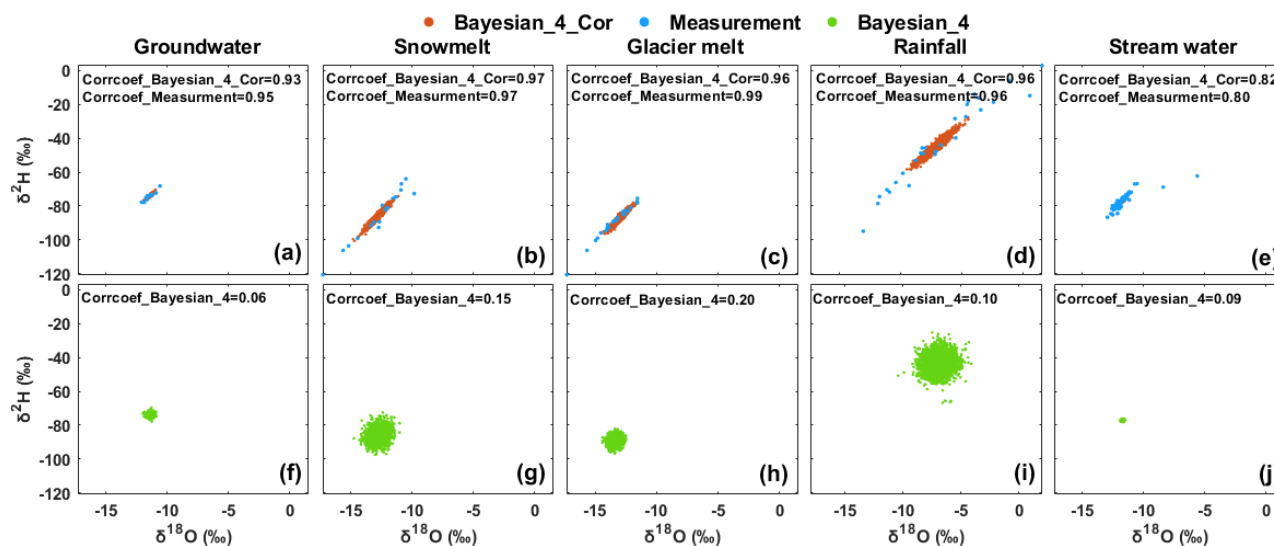 Bayesian_4_Cor Measurement Bayesian_4
Groundwater Snowmelt Glacier melt Rainfall Stream water
Corrcoef_Bayesian_4_Cor=0.93 Corrcoef_Bayesian_4_Cor=0.97 Corrcoef_Bayesian_4_Cor=0.96 Corrcoef_Bayesian_4_Cor=0.96 Corrcoef_Bayesian_4_Cor=0.82
Corrcoef_Measurment=0.95 Corrcoef_Measurment=0.97 Corrcoef_Measurment=0.99 Corrcoef_Measurment=0.96 Corrcoef_Measurment=0.80
0
-20
-40
-60
-80
-100
-120
δ²H (‰)
(a) (b) (c) (d) (e)
Corrcoef_Bayesian_4=0.06 Corrcoef_Bayesian_4=0.15 Corrcoef_Bayesian_4=0.20 Corrcoef_Bayesian_4=0.10 Corrcoef_Bayesian_4=0.09
0
-20
-40
-60
-80
-100
-120
δ²H (‰)
(f) (g) (h) (i) (j)
-15 -10 -5 0 -15 -10 -5 0 -15 -10 -5 0 -15 -10 -5 0 -15 -10 -5 0
δ¹⁸O (‰) δ¹⁸O (‰) δ¹⁸O (‰) δ¹⁸O (‰) δ¹⁸O (‰)